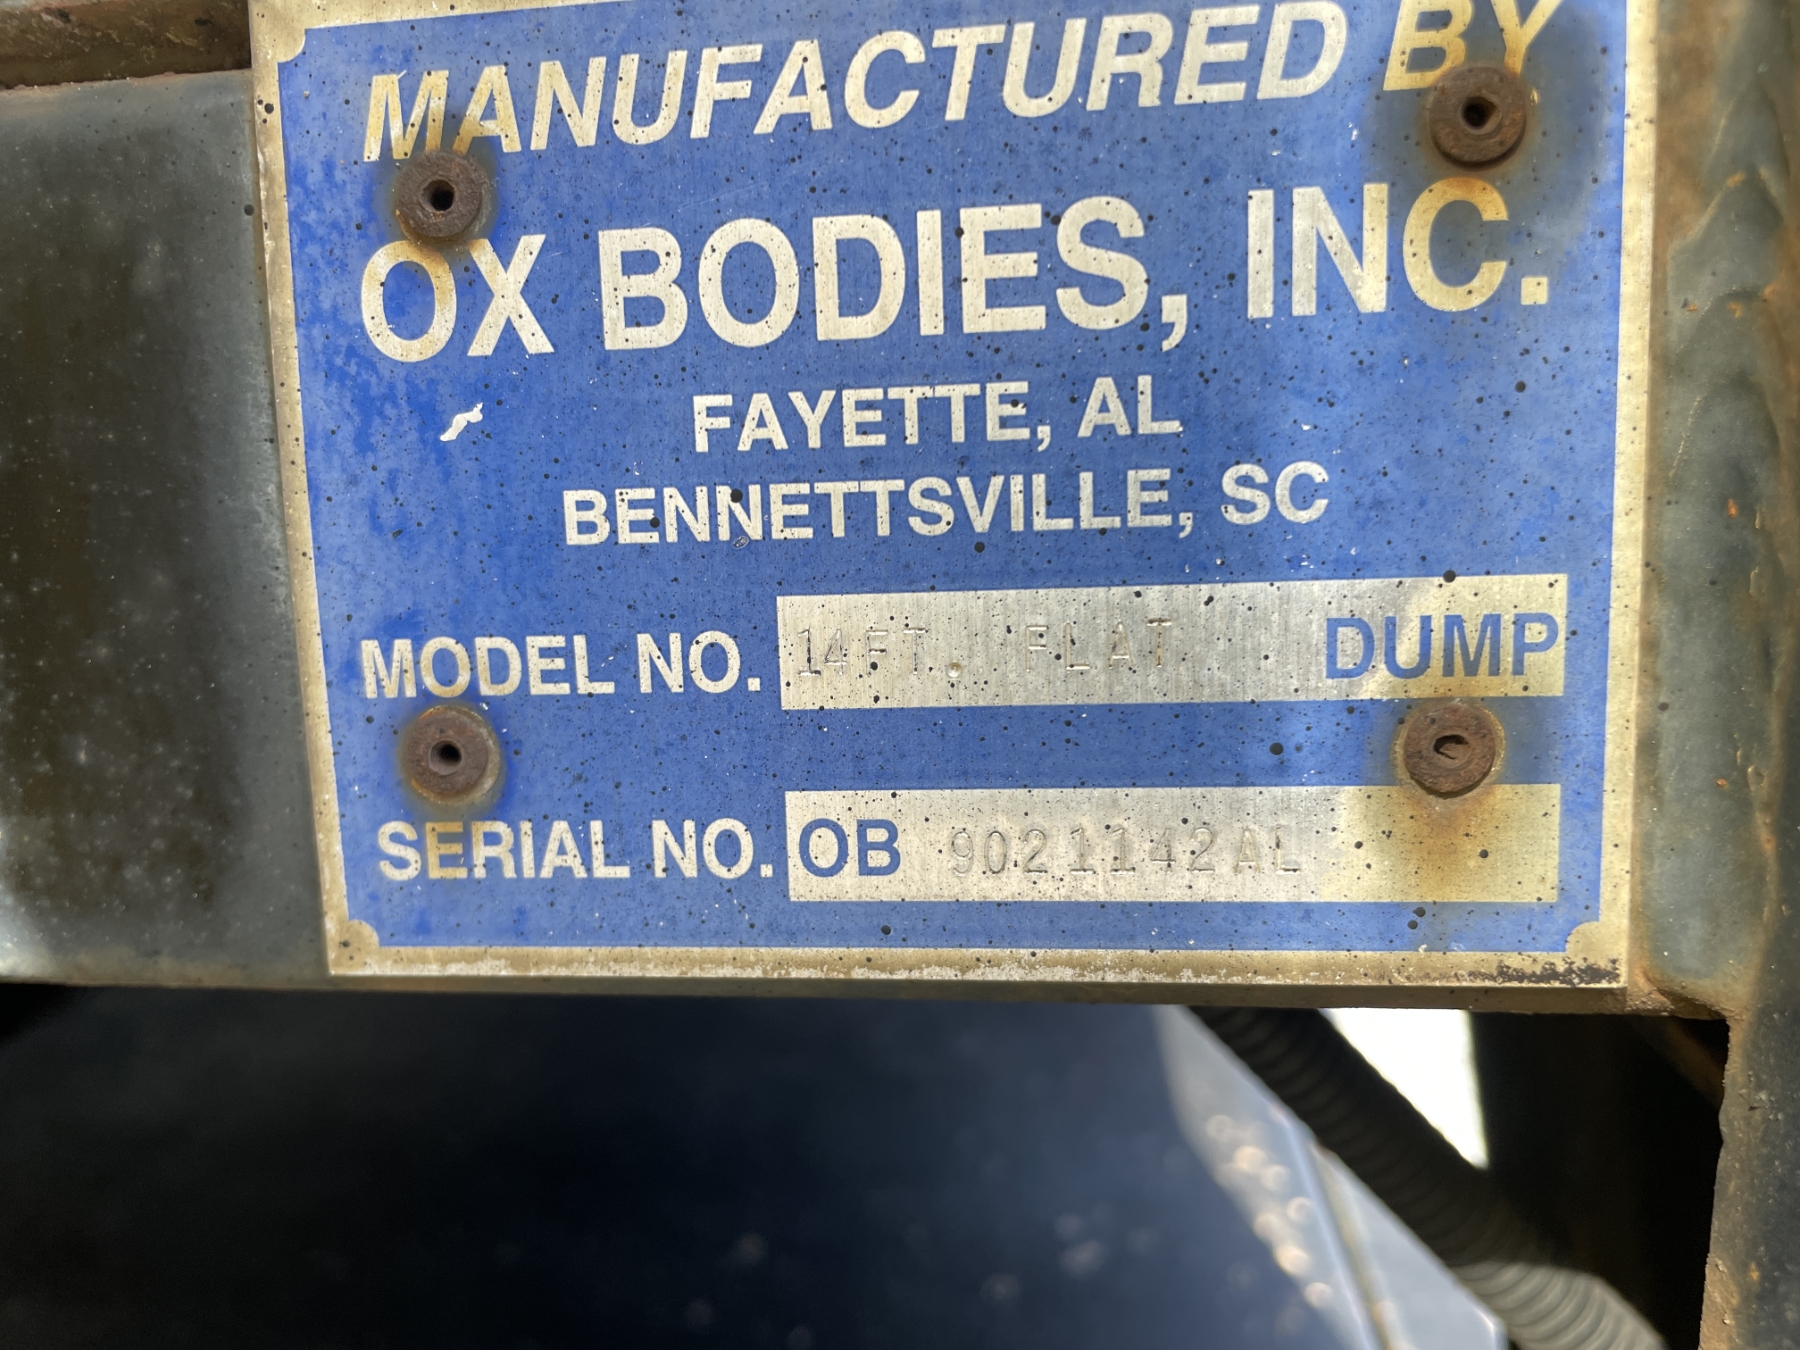 MANUFACTURED BY
OX BODIES, INC.
FAYETTE, AL
BENNETTSVILLE, SC
MODEL NO. 14FT. FLAT DUMP
SERIAL NO. OB 9021142AL